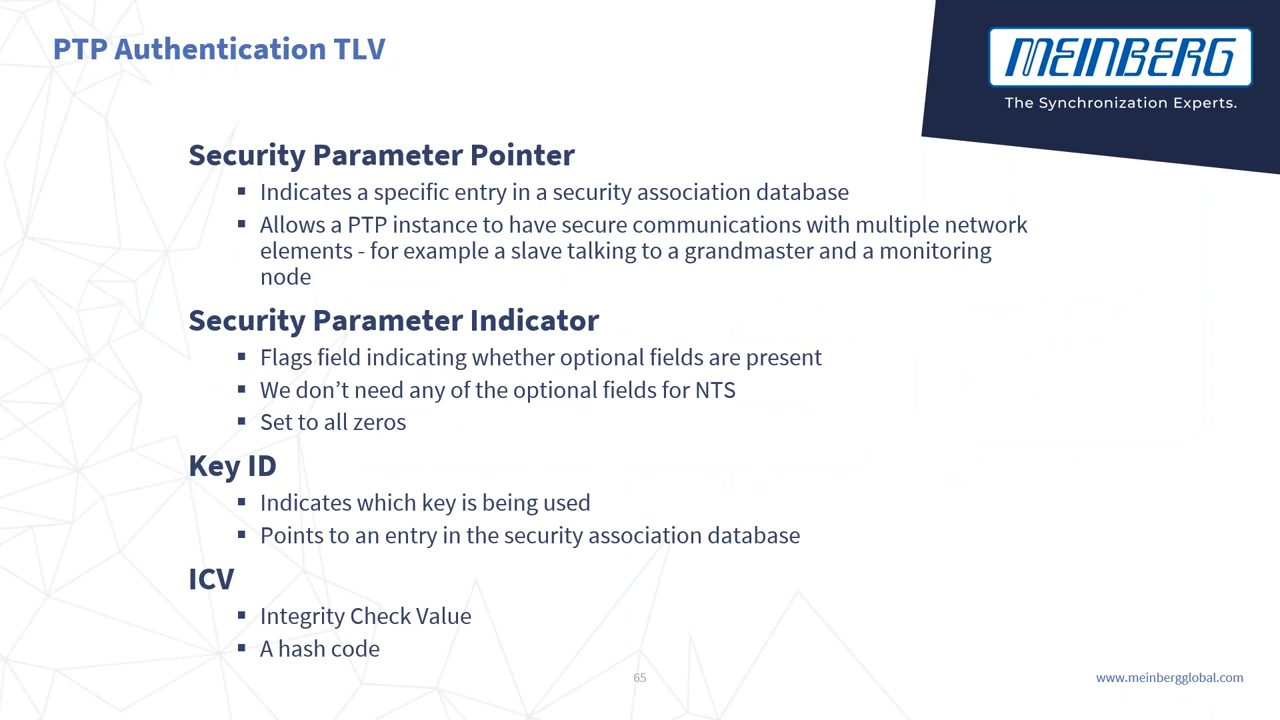 PTP Authentication TLV
MEINBERG
The Synchronization Experts.
Security Parameter Pointer
▪ Indicates a specific entry in a security association database
▪ Allows a PTP instance to have secure communications with multiple network
elements - for example a slave talking to a grandmaster and a monitoring
node
Security Parameter Indicator
▪ Flags field indicating whether optional fields are present
▪ We don’t need any of the optional fields for NTS
▪ Set to all zeros
Key ID
▪ Indicates which key is being used
▪ Points to an entry in the security association database
ICV
▪ Integrity Check Value
▪ A hash code
65
www.meinbergglobal.com